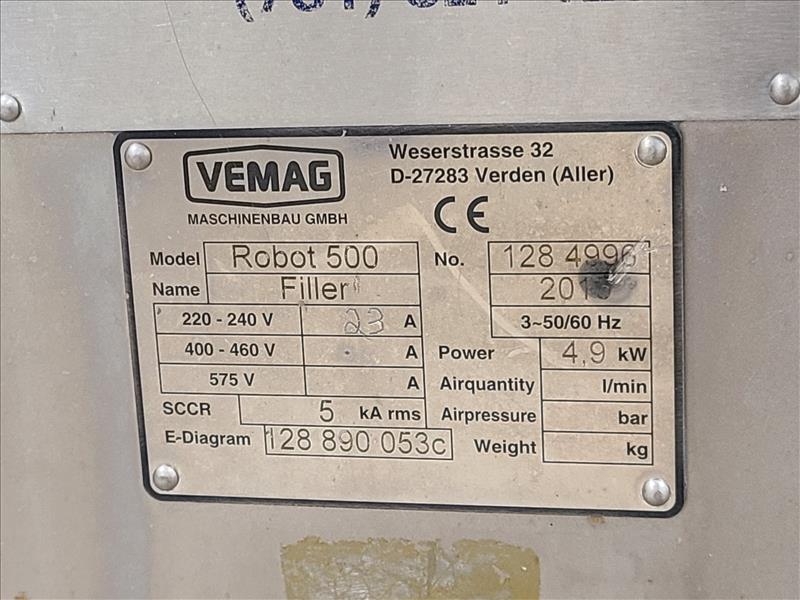 VEMAG
MASCHINENBAU GMBH
Weserstrasse 32
D-27283 Verden (Aller)
CE
Model Robot 500 No. 128 4996
Name Filler
220 - 240 V 23 A 3~50/60 Hz
400 - 460 V A Power 4,9 kW
575 V A Airquantity l/min
SCCR 5 kA rms Airpressure bar
E-Diagram 128 890 053c Weight kg